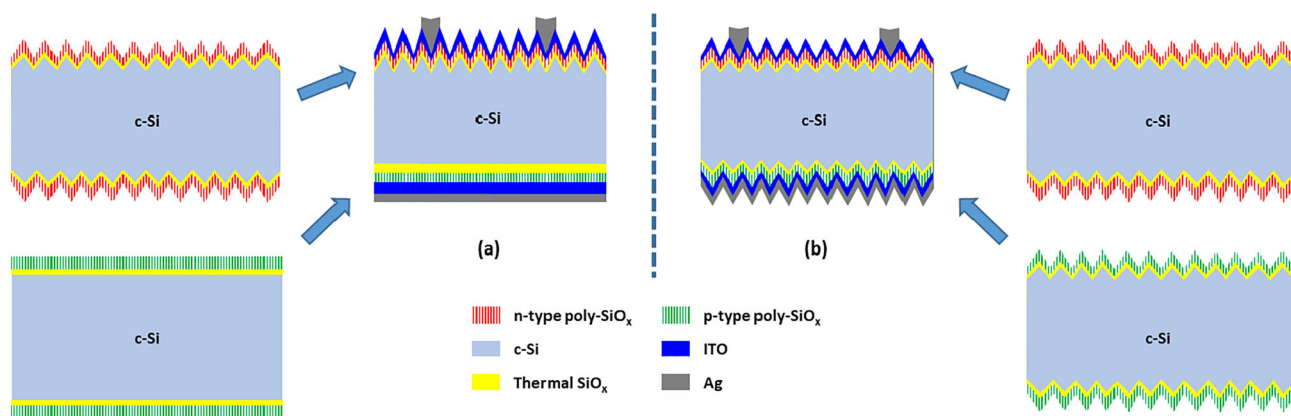 c-Si
c-Si
c-Si
c-Si
(a)
(b)
c-Si
c-Si
n-type poly-SiOₓ
p-type poly-SiOₓ
c-Si
ITO
Thermal SiOₓ
Ag